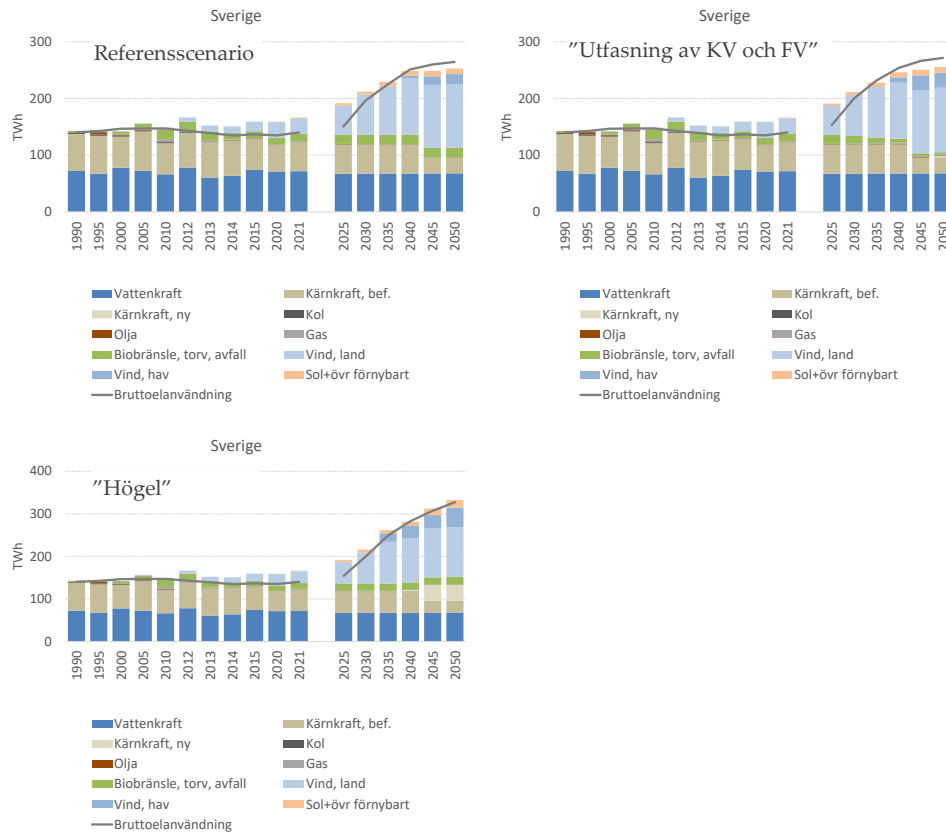 Sverige
Referensscenario
300
200
100
0
TWh
1990 1995 2000 2005 2010 2012 2013 2014 2015 2020 2021 2025 2030 2035 2040 2045 2050
Vattenkraft Kärnkraft, bef.
Kärnkraft, ny Kol
Olja Gas
Biobränsle, torv, avfall Vind, land
Vind, hav Sol+övr förnybart
Bruttoelanvändning
Sverige
”Utfasning av KV och FV”
300
200
100
0
TWh
1990 1995 2000 2005 2010 2012 2013 2014 2015 2020 2021 2025 2030 2035 2040 2045 2050
Vattenkraft Kärnkraft, bef.
Kärnkraft, ny Kol
Olja Gas
Biobränsle, torv, avfall Vind, land
Vind, hav Sol+övr förnybart
Bruttoelanvändning
Sverige
”Högel”
400
300
200
100
0
TWh
1990 1995 2000 2005 2010 2012 2013 2014 2015 2020 2021 2025 2030 2035 2040 2045 2050
Vattenkraft Kärnkraft, bef.
Kärnkraft, ny Kol
Olja Gas
Biobränsle, torv, avfall Vind, land
Vind, hav Sol+övr förnybart
Bruttoelanvändning